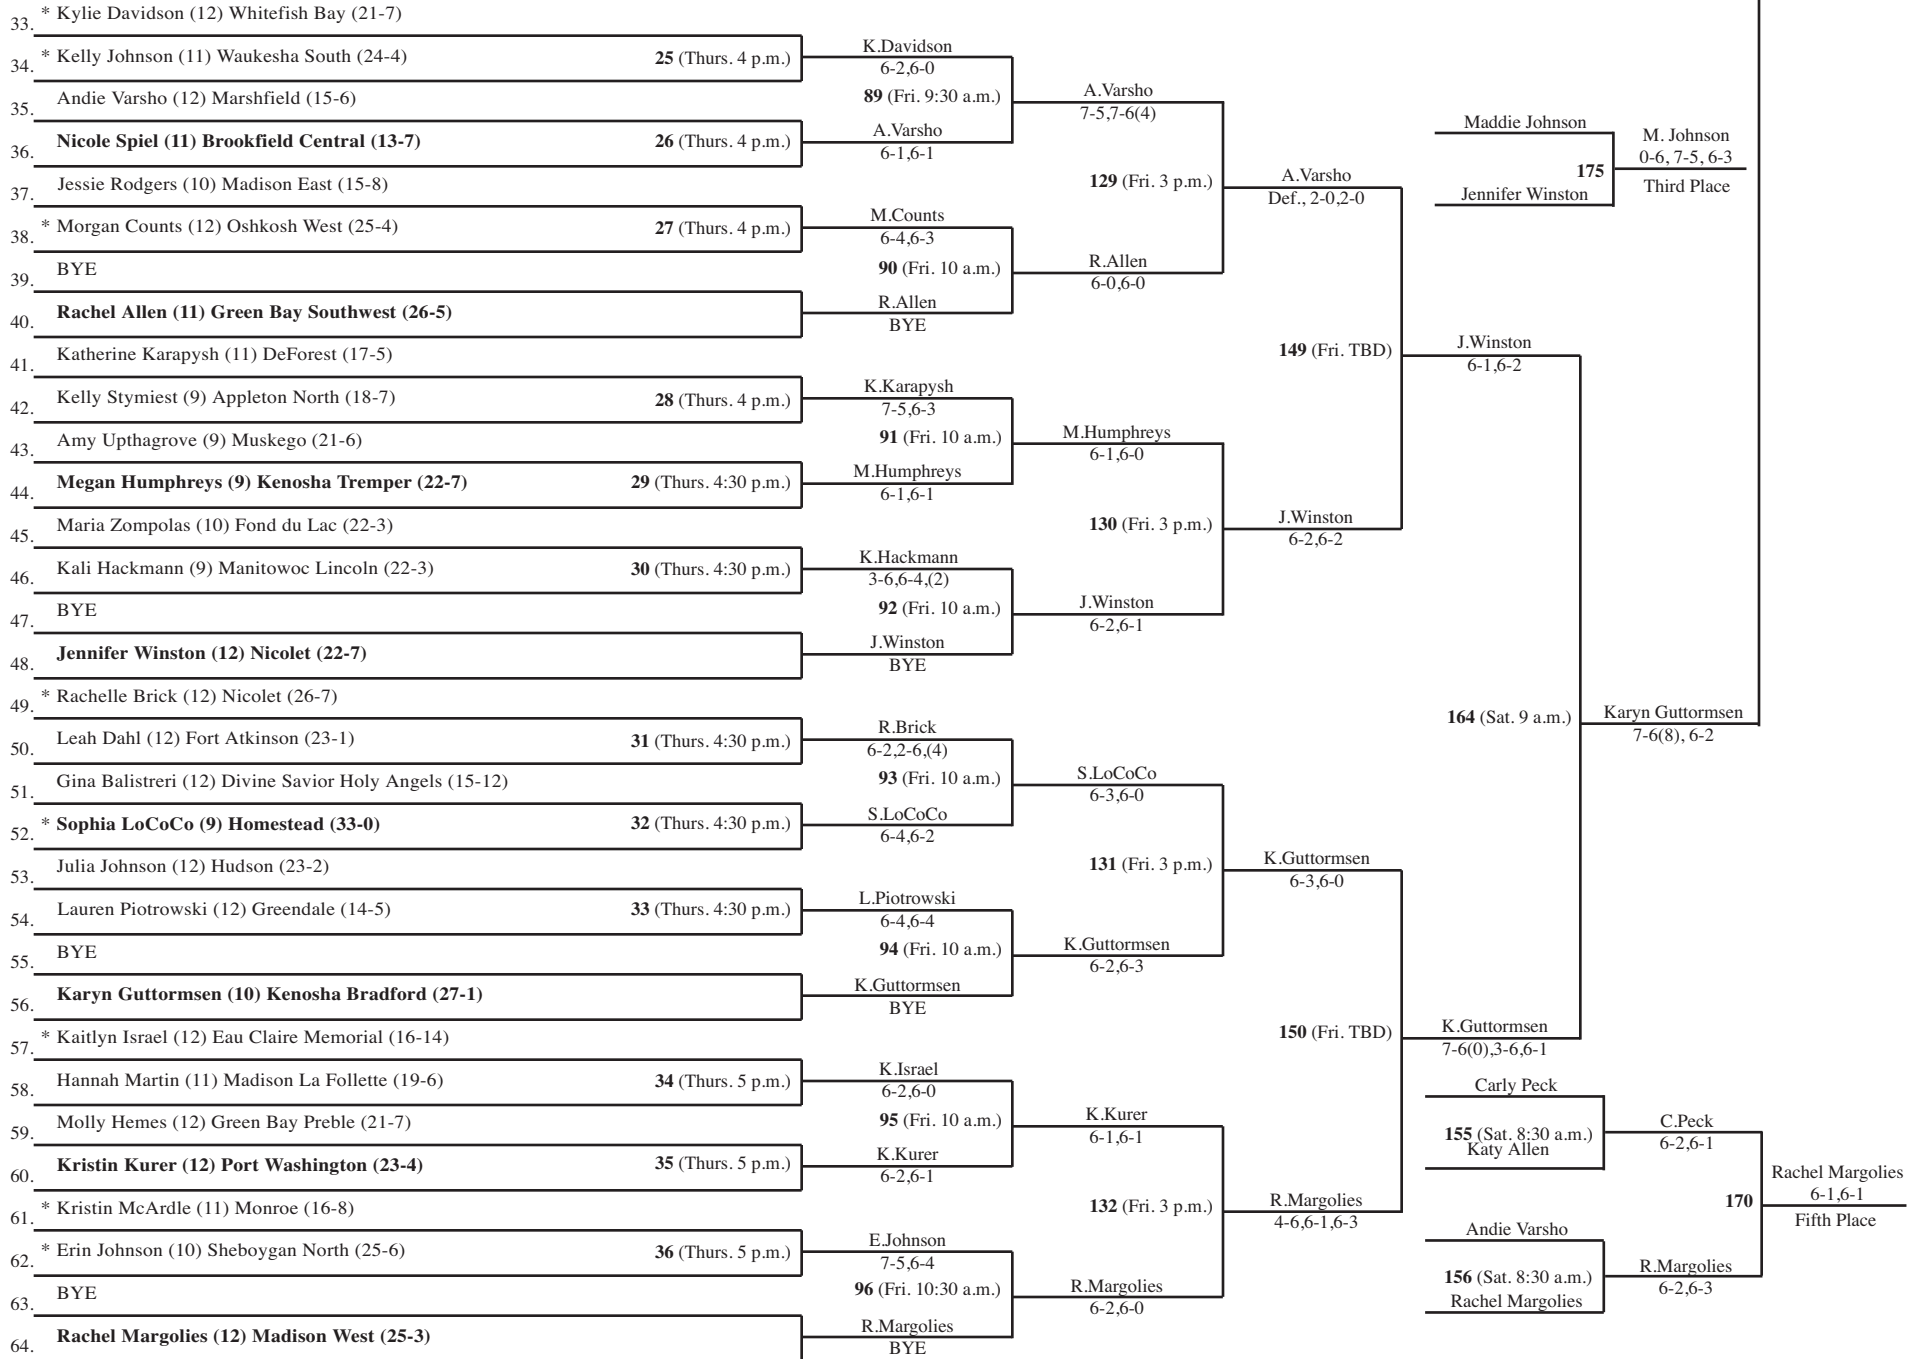 33. * Kylie Davidson (12) Whitefish Bay (21-7)
34. * Kelly Johnson (11) Waukesha South (24-4) 25 (Thurs. 4 p.m.)
K.Davidson
6-2,6-0
35. Andie Varsho (12) Marshfield (15-6)
89 (Fri. 9:30 a.m.)
A.Varsho
7-5,7-6(4)
36. Nicole Spiel (11) Brookfield Central (13-7) 26 (Thurs. 4 p.m.)
A.Varsho
6-1,6-1
Maddie Johnson
175
Jennifer Winston
M. Johnson
0-6, 7-5, 6-3
Third Place
37. Jessie Rodgers (10) Madison East (15-8)
129 (Fri. 3 p.m.)
A.Varsho
Def., 2-0,2-0
38. * Morgan Counts (12) Oshkosh West (25-4) 27 (Thurs. 4 p.m.)
M.Counts
6-4,6-3
39. BYE
90 (Fri. 10 a.m.)
R.Allen
6-0,6-0
40. Rachel Allen (11) Green Bay Southwest (26-5)
R.Allen
BYE
41. Katherine Karapysh (11) DeForest (17-5)
149 (Fri. TBD)
J.Winston
6-1,6-2
42. Kelly Stymiest (9) Appleton North (18-7) 28 (Thurs. 4 p.m.)
K.Karapysh
7-5,6-3
43. Amy Upthagrove (9) Muskego (21-6)
91 (Fri. 10 a.m.)
M.Humphreys
6-1,6-0
44. Megan Humphreys (9) Kenosha Tremper (22-7) 29 (Thurs. 4:30 p.m.)
M.Humphreys
6-1,6-1
45. Maria Zompolas (10) Fond du Lac (22-3)
130 (Fri. 3 p.m.)
J.Winston
6-2,6-2
46. Kali Hackmann (9) Manitowoc Lincoln (22-3) 30 (Thurs. 4:30 p.m.)
K.Hackmann
3-6,6-4,(2)
47. BYE
92 (Fri. 10 a.m.)
J.Winston
6-2,6-1
48. Jennifer Winston (12) Nicolet (22-7)
J.Winston
BYE
49. * Rachelle Brick (12) Nicolet (26-7)
164 (Sat. 9 a.m.)
Karyn Guttormsen
7-6(8), 6-2
50. Leah Dahl (12) Fort Atkinson (23-1) 31 (Thurs. 4:30 p.m.)
R.Brick
6-2,2-6,(4)
51. Gina Balistreri (12) Divine Savior Holy Angels (15-12)
93 (Fri. 10 a.m.)
S.LoCoCo
6-3,6-0
52. * Sophia LoCoCo (9) Homestead (33-0) 32 (Thurs. 4:30 p.m.)
S.LoCoCo
6-4,6-2
53. Julia Johnson (12) Hudson (23-2)
131 (Fri. 3 p.m.)
K.Guttormsen
6-3,6-0
54. Lauren Piotrowski (12) Greendale (14-5) 33 (Thurs. 4:30 p.m.)
L.Piotrowski
6-4,6-4
55. BYE
94 (Fri. 10 a.m.)
K.Guttormsen
6-2,6-3
56. Karyn Guttormsen (10) Kenosha Bradford (27-1)
K.Guttormsen
BYE
57. * Kaitlyn Israel (12) Eau Claire Memorial (16-14)
150 (Fri. TBD)
K.Guttormsen
7-6(0),3-6,6-1
58. Hannah Martin (11) Madison La Follette (19-6) 34 (Thurs. 5 p.m.)
K.Israel
6-2,6-0
59. Molly Hemes (12) Green Bay Preble (21-7)
95 (Fri. 10 a.m.)
K.Kurer
6-1,6-1
Carly Peck
155 (Sat. 8:30 a.m.)
Katy Allen
C.Peck
6-2,6-1
60. Kristin Kurer (12) Port Washington (23-4) 35 (Thurs. 5 p.m.)
K.Kurer
6-2,6-1
61. * Kristin McArdle (11) Monroe (16-8)
132 (Fri. 3 p.m.)
R.Margolies
4-6,6-1,6-3
170
Rachel Margolies
6-1,6-1
Fifth Place
62. * Erin Johnson (10) Sheboygan North (25-6) 36 (Thurs. 5 p.m.)
E.Johnson
7-5,6-4
63. BYE
96 (Fri. 10:30 a.m.)
R.Margolies
6-2,6-0
Andie Varsho
156 (Sat. 8:30 a.m.)
Rachel Margolies
R.Margolies
6-2,6-3
64. Rachel Margolies (12) Madison West (25-3)
R.Margolies
BYE